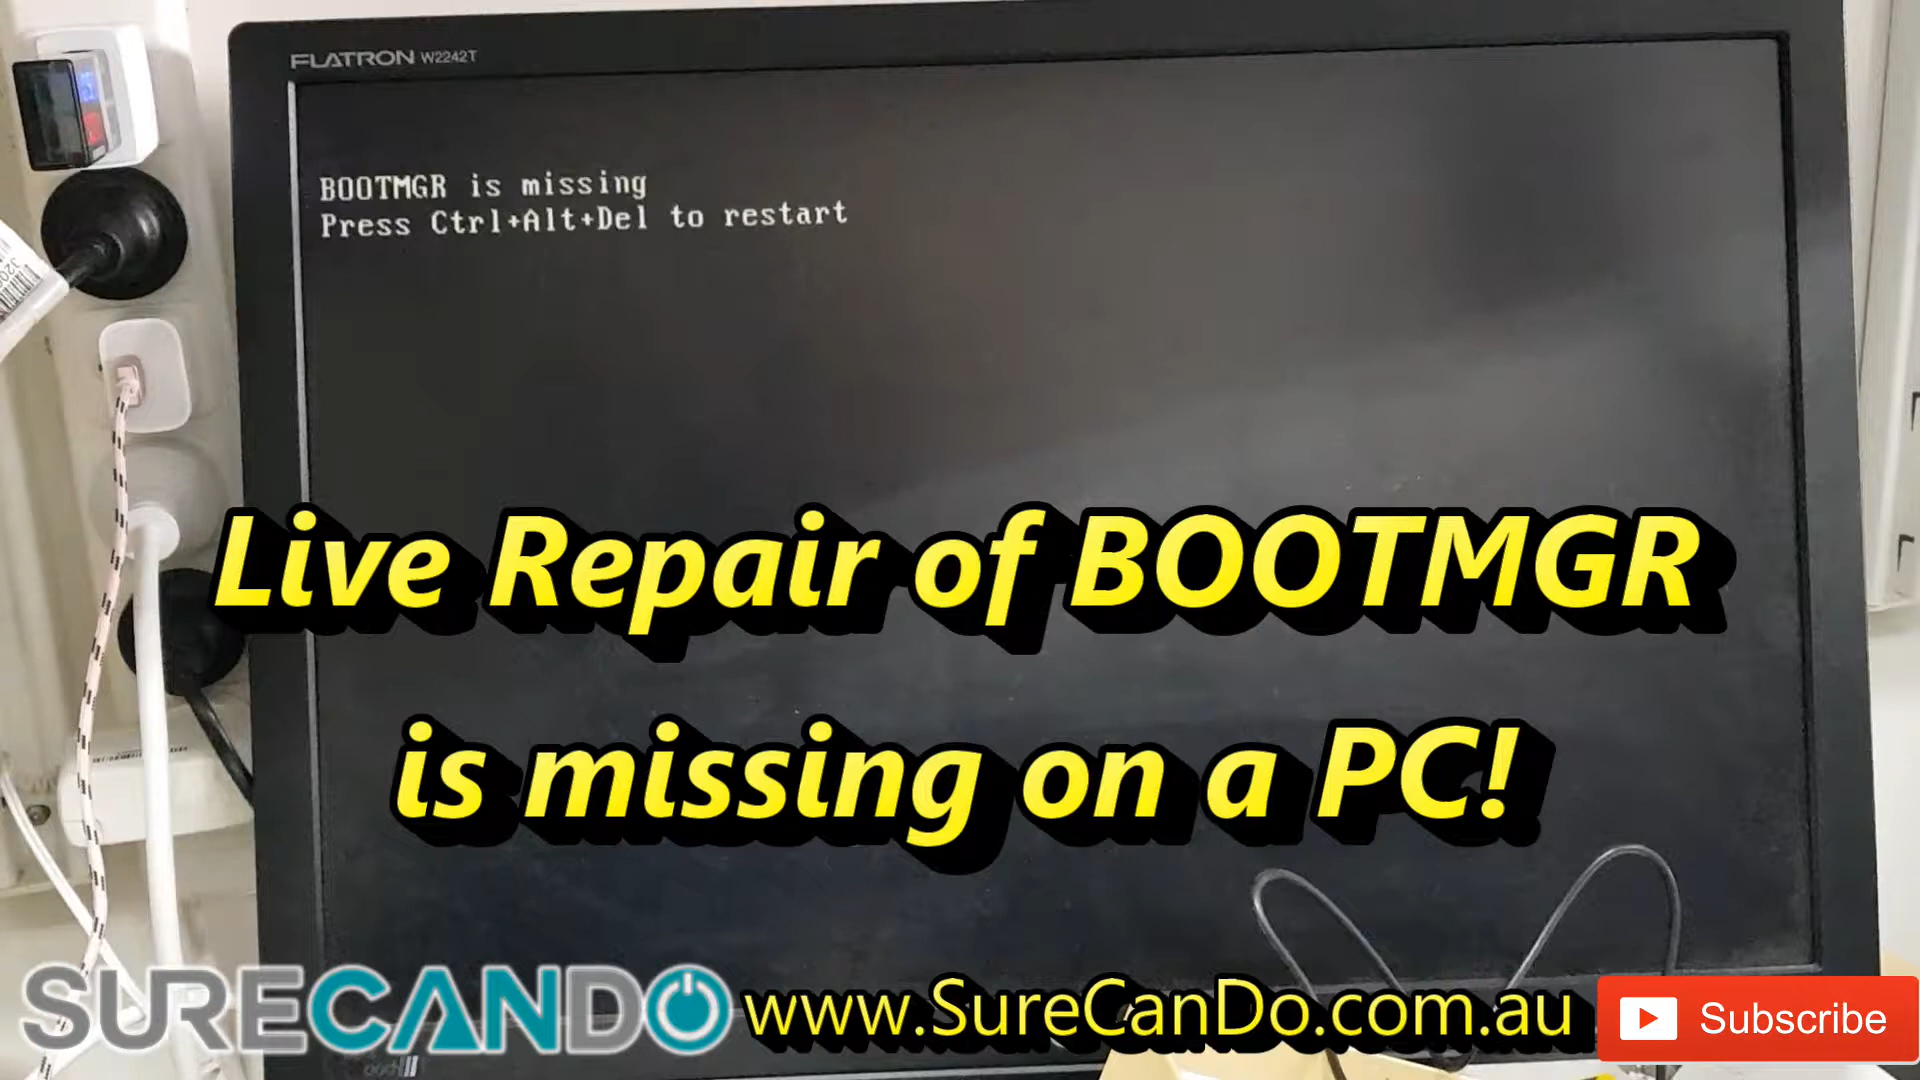 FLATRON W2242T
BOOTMGR is missing
Press Ctrl+Alt+Del to restart
Live Repair of BOOTMGR
is missing on a PC!
SURECANDO www.SureCanDo.com.au Subscribe